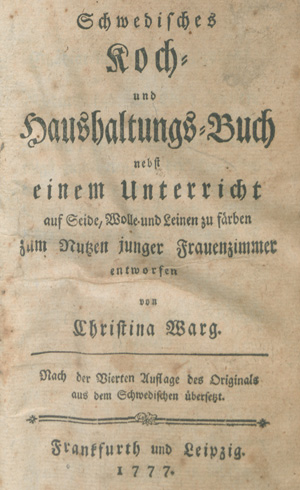 Schwedisches
Koch-
und
Haushaltungs-Buch
nebst
einem Unterricht
auf Seide, Wolle und Leinen zu färben
zum Nutzen junger Frauenzimmer
entworfen
von
Christina Warg.
Nach der Vierten Auflage des Originals
aus dem Schwedischen übersetzt.
Frankfurth und Leipzig.
1777.